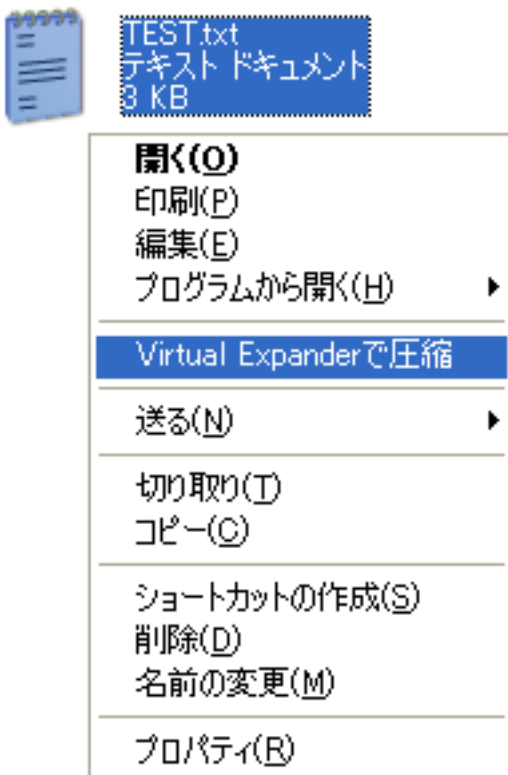 TEST.txt
テキスト ドキュメント
3 KB
開く(O)
印刷(P)
編集(E)
プログラムから開く(H)
Virtual Expanderで圧縮
送る(N)
切り取り(T)
コピー(C)
ショートカットの作成(S)
削除(D)
名前の変更(M)
プロパティ(R)